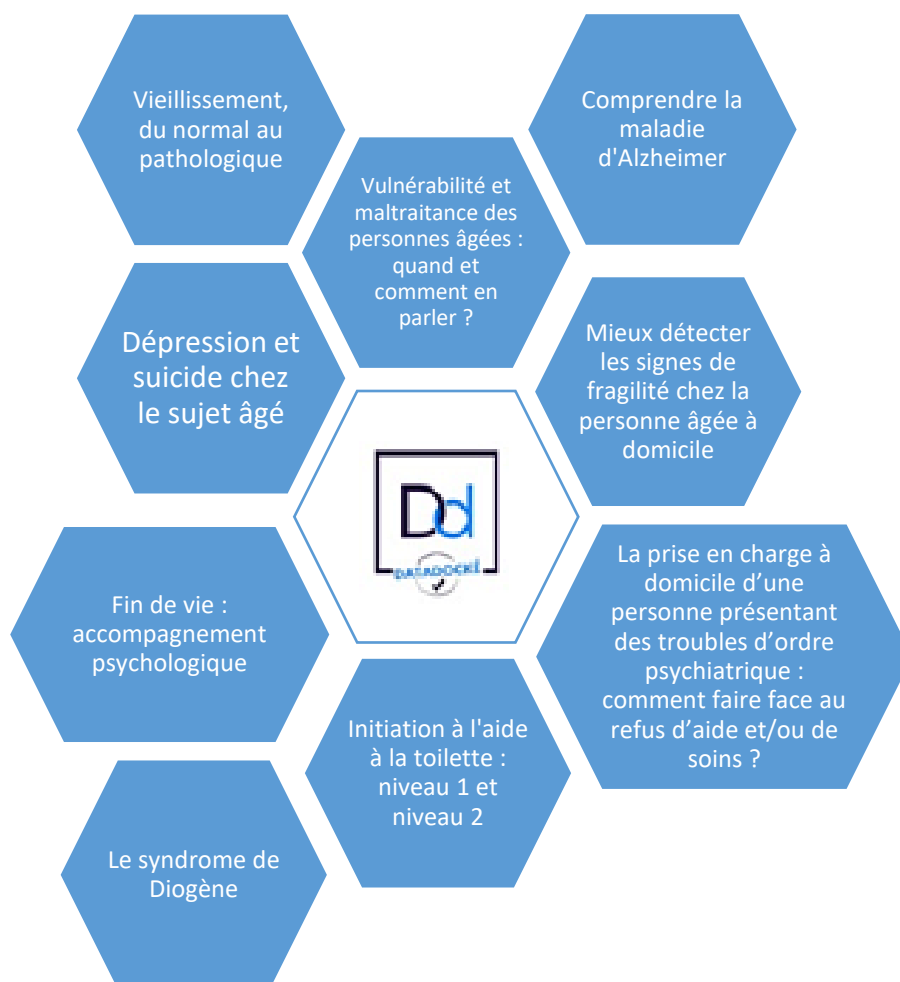 Vieillissement,
du normal au
pathologique
Comprendre la
maladie
d'Alzheimer
Vulnérabilité et
maltraitance des
personnes âgées :
quand et
comment en
parler ?
Dépression et
suicide chez
le sujet âgé
Mieux détecter
les signes de
fragilité chez la
personne âgée à
domicile
Dd
DATADOCKÉ
La prise en charge à
domicile d’une
personne présentant
des troubles d’ordre
psychiatrique :
comment faire face au
refus d’aide et/ou de
soins ?
Fin de vie :
accompagnement
psychologique
Initiation à l'aide
à la toilette :
niveau 1 et
niveau 2
Le syndrome de
Diogène